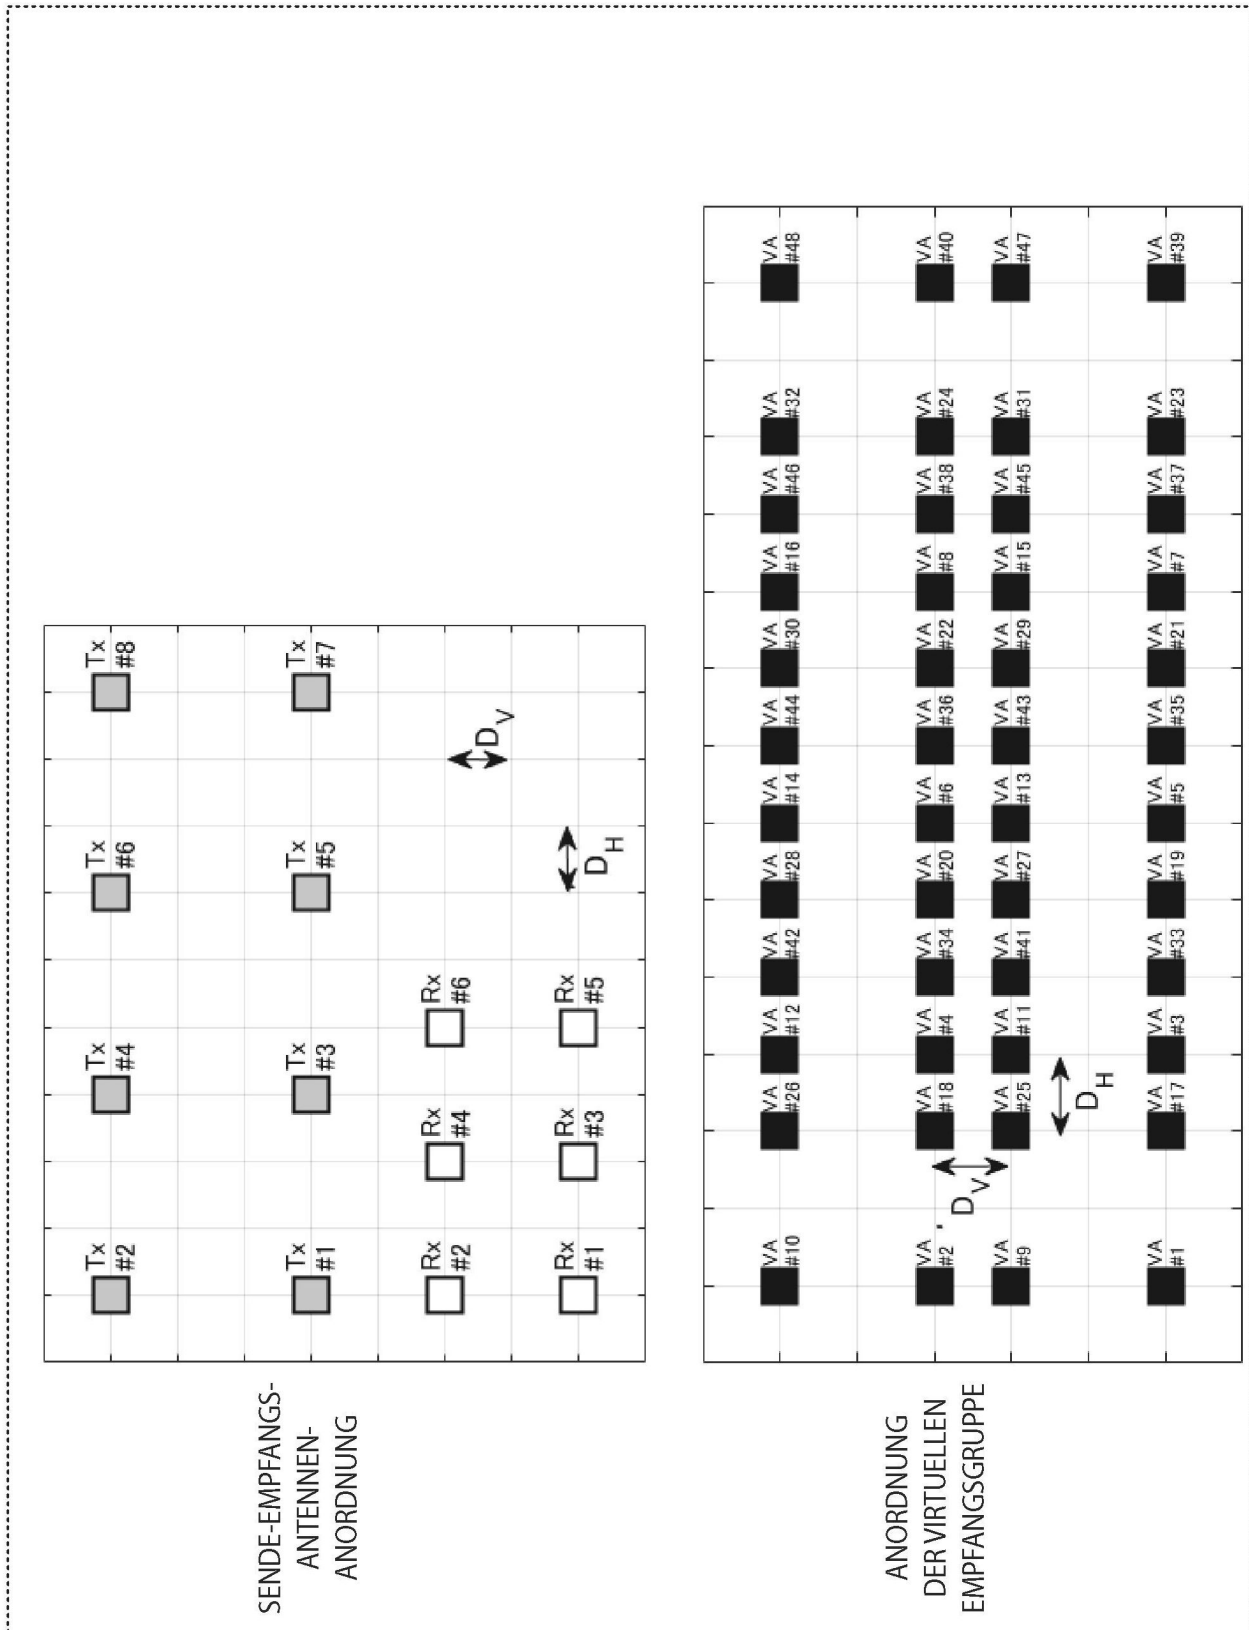 SENDE-EMPFANGS-
ANTENNEN-
ANORDNUNG
Tx Tx Tx Tx
#2 #4 #6 #8
Tx Tx Tx Tx
#1 #3 #5 #7
Rx Rx Rx
#2 #4 #6
DV
Rx Rx Rx
#1 #3 #5
DH
ANORDNUNG
DER VIRTUELLEN
EMPFANGSGRUPPE
VA VA VA VA VA VA VA VA VA VA VA VA
#10 #26 #12 #42 #28 #14 #44 #30 #16 #46 #32 #48
VA VA VA VA VA VA VA VA VA VA VA VA
#2 #18 #4 #34 #20 #6 #36 #22 #8 #38 #24 #40
DV
VA VA VA VA VA VA VA VA VA VA VA VA
#9 #25 #11 #41 #27 #13 #43 #29 #15 #45 #31 #47
DH
VA VA VA VA VA VA VA VA VA VA VA VA
#1 #17 #3 #33 #19 #5 #35 #21 #7 #37 #23 #39